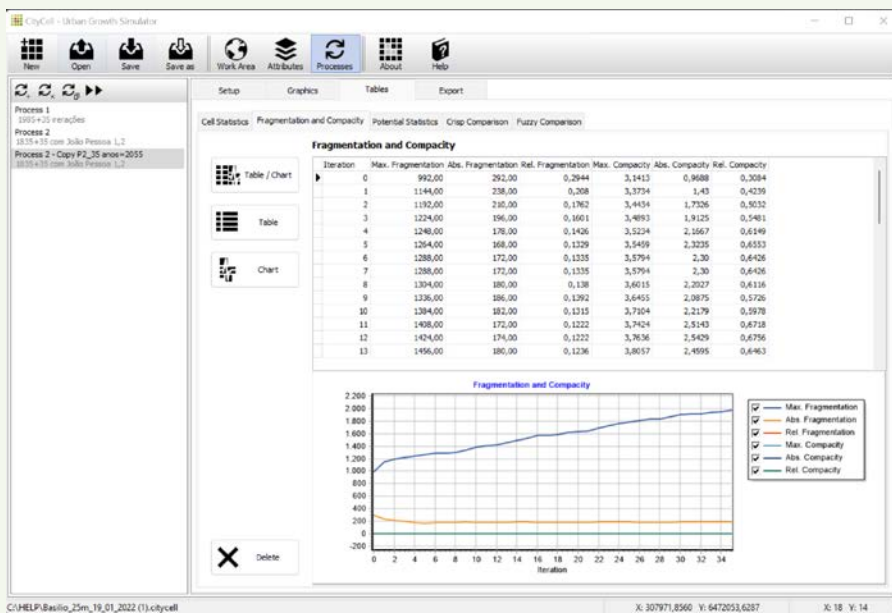 CityCell - Urban Growth Simulator
New Open Save Save as Work Area Attributes Processes About Help
Setup Graphics Tables Export
Process 1
1985+35 iterações
Process 2
1835+35 com João Pessoa 1,2
Process 2 - Copy P2_35 anos=2055
1835+35 com João Pessoa 1,2
Cell Statistics Fragmentation and Compacity Potential Statistics Crisp Comparison Fuzzy Comparison
Fragmentation and Compacity
Table / Chart
Table
Chart
Delete
Iteration Max. Fragmentation Abs. Fragmentation Rel. Fragmentation Max. Compacity Abs. Compacity Rel. Compacity
0 992,00 292,00 0,2944 3,1413 0,9688 0,3084
1 1144,00 238,00 0,208 3,3734 1,43 0,4239
2 1192,00 210,00 0,1762 3,4434 1,7326 0,5032
3 1224,00 196,00 0,1601 3,4893 1,9125 0,5481
4 1248,00 178,00 0,1426 3,5234 2,1667 0,6149
5 1264,00 168,00 0,1329 3,5459 2,3235 0,6553
6 1288,00 172,00 0,1335 3,5794 2,30 0,6426
7 1288,00 172,00 0,1335 3,5794 2,30 0,6426
8 1304,00 180,00 0,138 3,6015 2,2027 0,6116
9 1336,00 186,00 0,1392 3,6455 2,0875 0,5726
10 1384,00 182,00 0,1315 3,7104 2,2179 0,5978
11 1408,00 172,00 0,1222 3,7424 2,5143 0,6718
12 1424,00 174,00 0,1222 3,7636 2,5429 0,6756
13 1456,00 180,00 0,1236 3,8057 2,4595 0,6463
Fragmentation and Compacity
2.200
2.000
1.800
1.600
1.400
1.200
1.000
800
600
400
200
0
-200
0 2 4 6 8 10 12 14 16 18 20 22 24 26 28 30 32 34
Iteration
Max. Fragmentation
Abs. Fragmentation
Rel. Fragmentation
Max. Compacity
Abs. Compacity
Rel. Compacity
C:\HELP\Basilio_25m_19_01_2022 (1).citycell X: 307971,8560 Y: 6472053,6287 X: 18 Y: 14